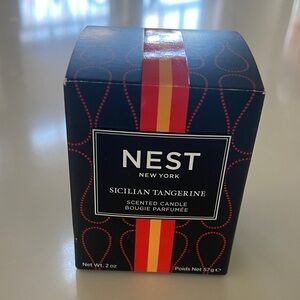 NEST
NEW YORK
SICILIAN TANGERINE
SCENTED CANDLE
BOUGIE PARFUMÉE
Net Wt. 2 oz
Poids Net 57g℮